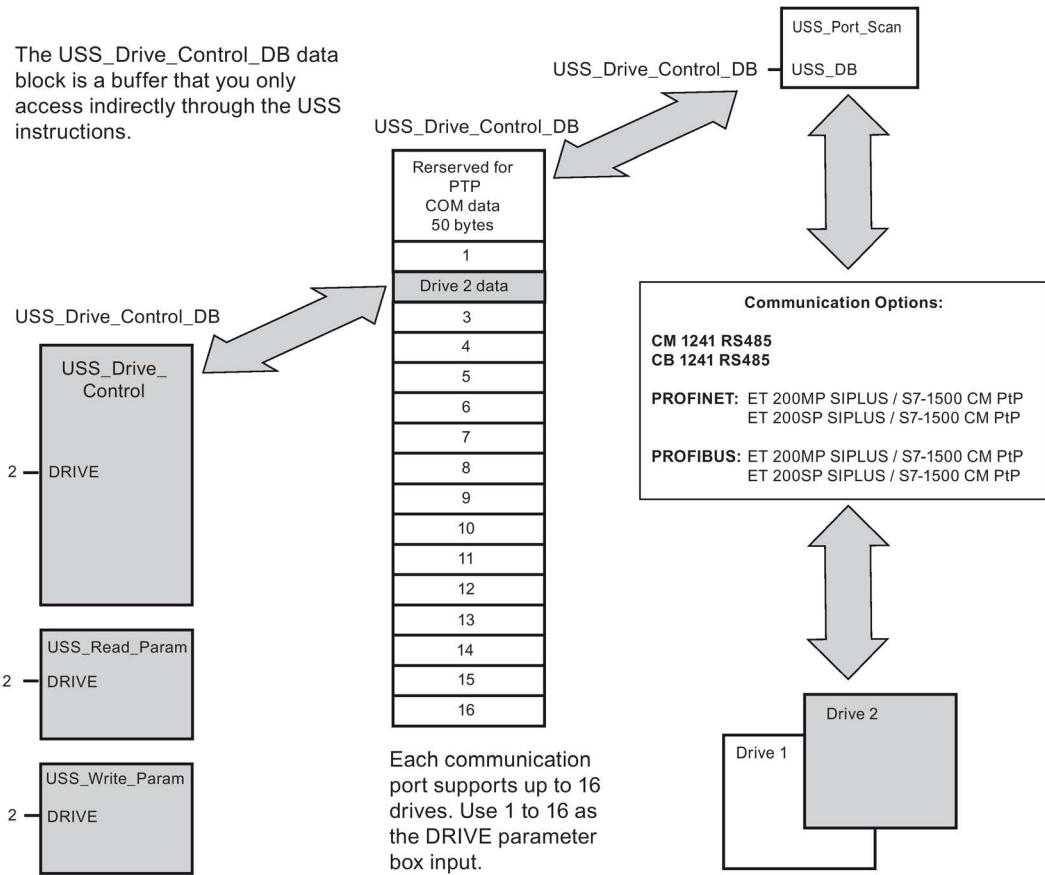 The USS_Drive_Control_DB data
block is a buffer that you only
access indirectly through the USS
instructions.
USS_Drive_Control_DB
USS_Port_Scan
USS_DB
USS_Drive_Control_DB
Rerserved for
PTP
COM data
50 bytes
1
Drive 2 data
3
4
5
6
7
8
9
10
11
12
13
14
15
16
Each communication
port supports up to 16
drives. Use 1 to 16 as
the DRIVE parameter
box input.
USS_Drive_Control_DB
USS_Drive_
Control
2 DRIVE
USS_Read_Param
2 DRIVE
USS_Write_Param
2 DRIVE
Communication Options:
CM 1241 RS485
CB 1241 RS485
PROFINET: ET 200MP SIPLUS / S7-1500 CM PtP
ET 200SP SIPLUS / S7-1500 CM PtP
PROFIBUS: ET 200MP SIPLUS / S7-1500 CM PtP
ET 200SP SIPLUS / S7-1500 CM PtP
Drive 2
Drive 1